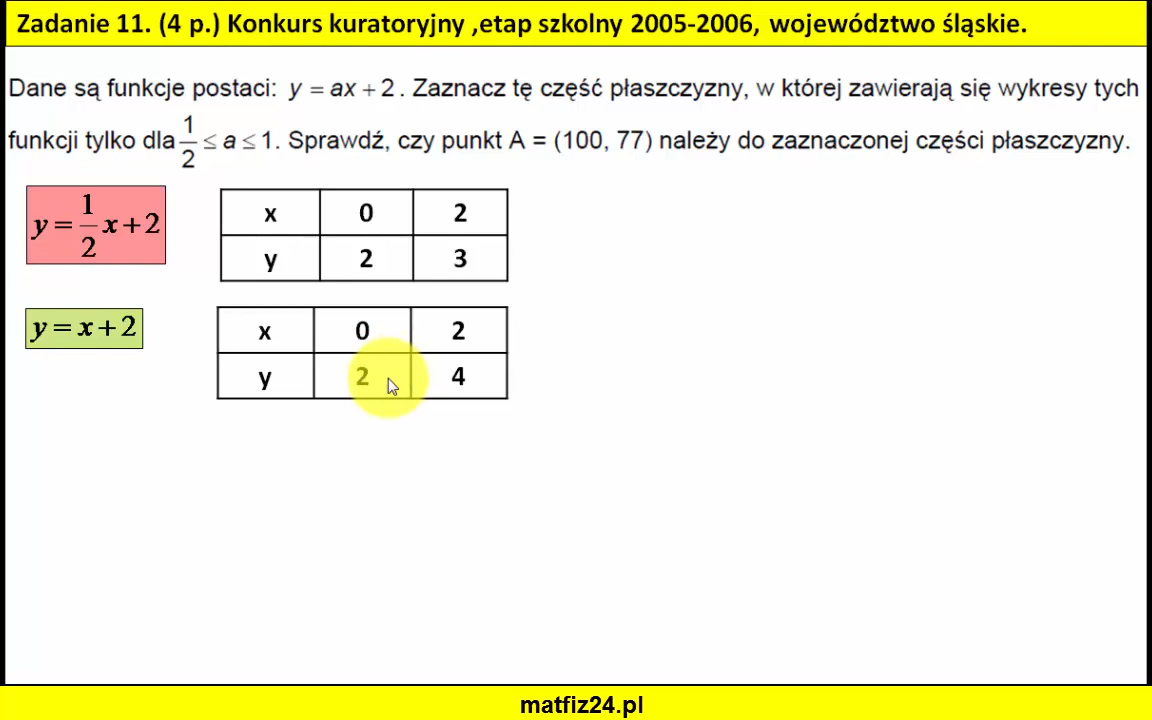 Zadanie 11. (4 p.) Konkurs kuratoryjny ,etap szkolny 2005-2006, województwo śląskie.
Dane są funkcje postaci: y = ax + 2. Zaznacz tę część płaszczyzny, w której zawierają się wykresy tych
funkcji tylko dla 1/2 ≤ a ≤ 1. Sprawdź, czy punkt A = (100, 77) należy do zaznaczonej części płaszczyzny.
y = 1/2 x + 2
x 0 2
y 2 3
y = x + 2
x 0 2
y 2 4
matfiz24.pl